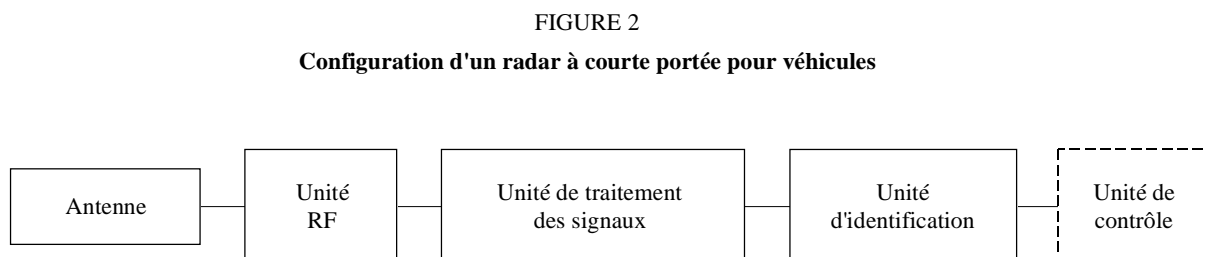 FIGURE 2
Configuration d'un radar à courte portée pour véhicules
Antenne
Unité
RF
Unité de traitement
des signaux
Unité
d'identification
Unité de
contrôle